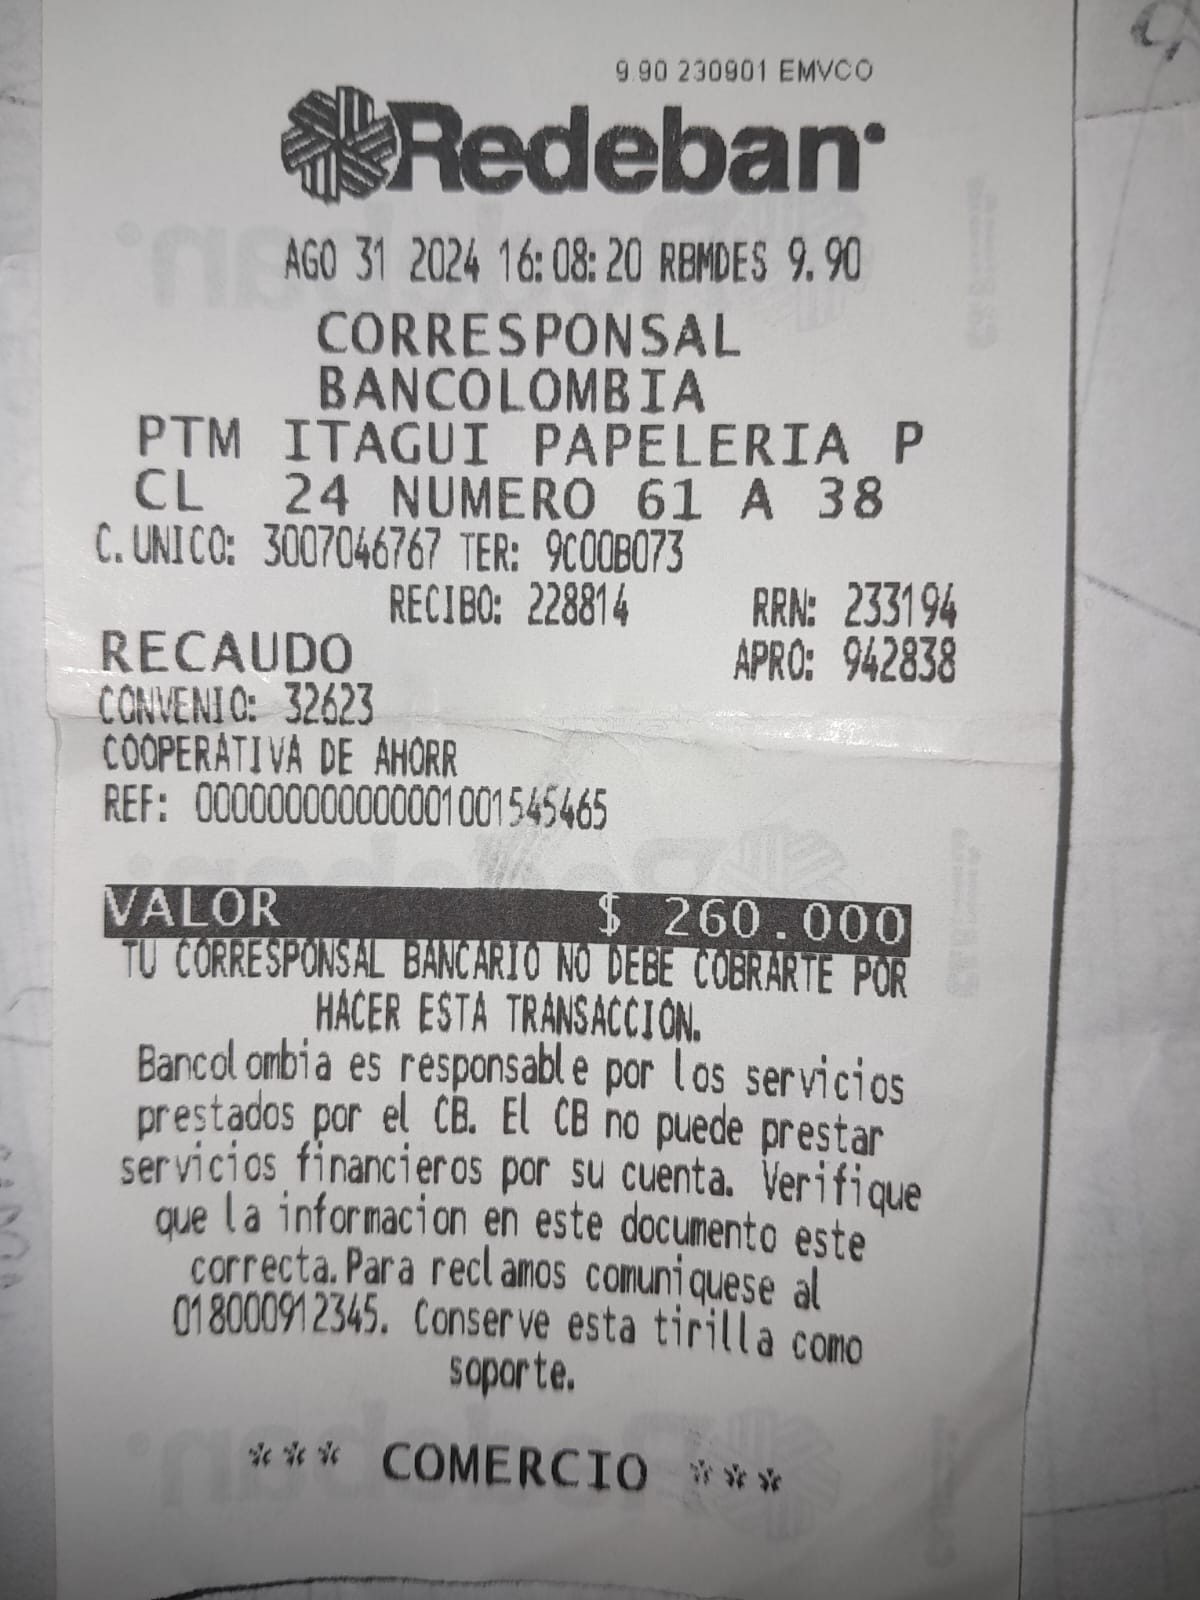 9.90 230901 EMVCO
Redeban
AGO 31 2024 16:08:20 RBMDES 9.90
CORRESPONSAL
BANCOLOMBIA
PTM ITAGUI PAPELERIA P
CL 24 NUMERO 61 A 38
C.UNICO: 3007046767 TER: 9C00B073
RECIBO: 228814 RRN: 233194
RECAUDO APRO: 942838
CONVENIO: 32623
COOPERATIVA DE AHORR
REF: 000000000000001001545465
VALOR $ 260.000
TU CORRESPONSAL BANCARIO NO DEBE COBRARTE POR
HACER ESTA TRANSACCION.
Bancolombia es responsable por los servicios
prestados por el CB. El CB no puede prestar
servicios financieros por su cuenta. Verifique
que la informacion en este documento este
correcta.Para reclamos comuniquese al
018000912345. Conserve esta tirilla como
soporte.
*** COMERCIO ***